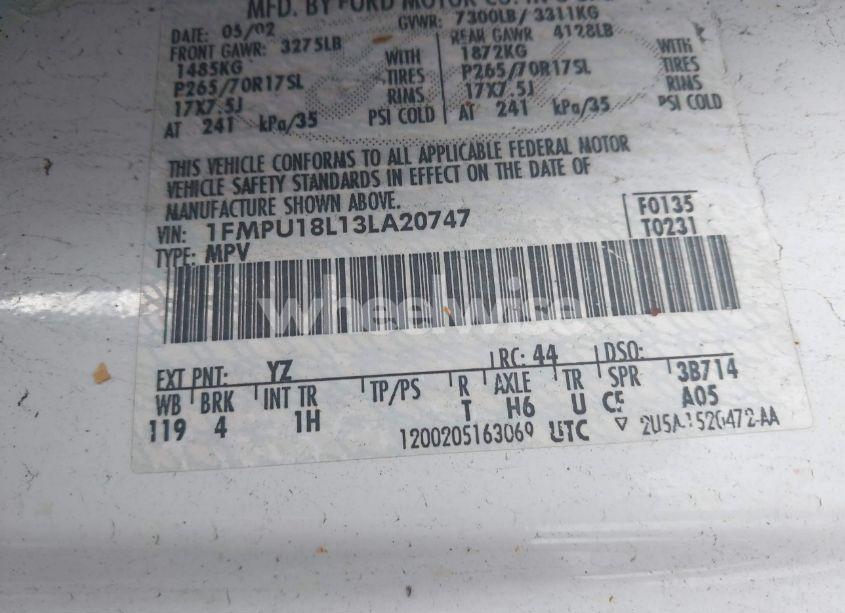 MFD. BY FORD MOTOR CO. IN U.S.A.
DATE: 05/02 GVWR: 7300LB/ 3311KG
FRONT GAWR: 3275LB REAR GAWR 4128LB
1485KG WITH 1872KG WITH
P265/70R17SL TIRES P265/70R17SL TIRES
17X7.5J RIMS 17X7.5J RIMS
AT 241 kPa/35 PSI COLD AT 241 kPa/35 PSI COLD
THIS VEHICLE CONFORMS TO ALL APPLICABLE FEDERAL MOTOR
VEHICLE SAFETY STANDARDS IN EFFECT ON THE DATE OF
MANUFACTURE SHOWN ABOVE.
VIN: 1FMPU18L13LA20747 F0135
TYPE: MPV T0231
wheelwise
EXT PNT: YZ RC: 44 DSO:
WB BRK INT TR TP/PS R AXLE TR SPR 3B714
119 4 1H T H6 U A05
1200205163069 UTC